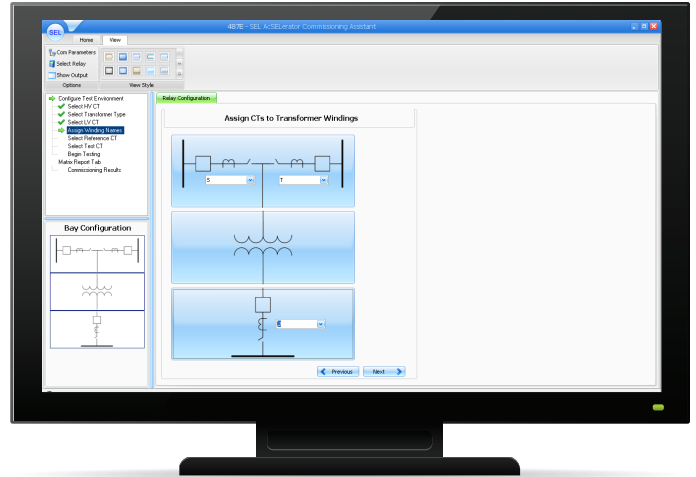 487E - SEL AcSELerator Commissioning Assistant
SEL
Home
View
Com Parameters
Select Relay
Show Output
Options
View Style
Configure Test Environment
Select HV CT
Select Transformer Type
Select LV CT
Assign Winding Names
Select Reference CT
Select Test CT
Begin Testing
Matrix Report Tab
Commissioning Results
Bay Configuration
Relay Configuration
Assign CTs to Transformer Windings
S
T
Previous
Next